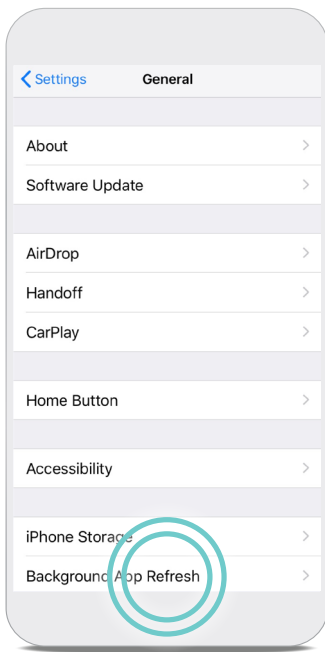 Settings General
About
Software Update
AirDrop
Handoff
CarPlay
Home Button
Accessibility
iPhone Storage
Background App Refresh